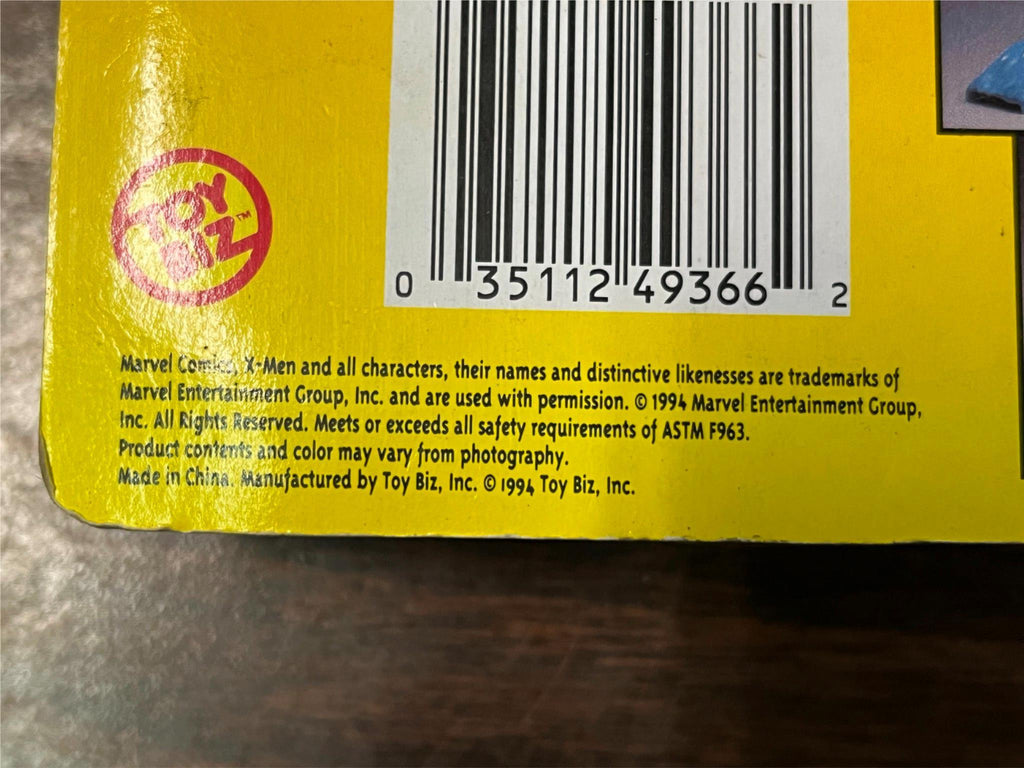 TOY
BIZ™
0 35112 49366 2
Marvel Comics, X-Men and all characters, their names and distinctive likenesses are trademarks of
Marvel Entertainment Group, Inc. and are used with permission. © 1994 Marvel Entertainment Group,
Inc. All Rights Reserved. Meets or exceeds all safety requirements of ASTM F963.
Product contents and color may vary from photography.
Made in China. Manufactured by Toy Biz, Inc. © 1994 Toy Biz, Inc.